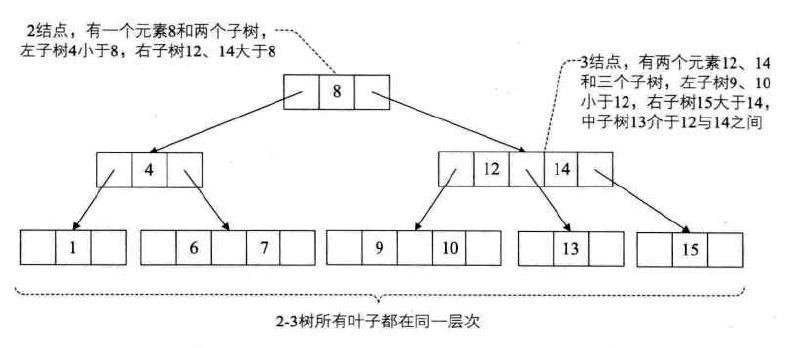 2结点，有一个元素8和两个子树，
左子树4小于8，右子树12、14大于8
3结点，有两个元素12、14
和三个子树，左子树9、10
小于12，右子树15大于14，
中子树13介于12与14之间
8
4
12 14
1
6 7
9 10
13
15
2-3树所有叶子都在同一层次